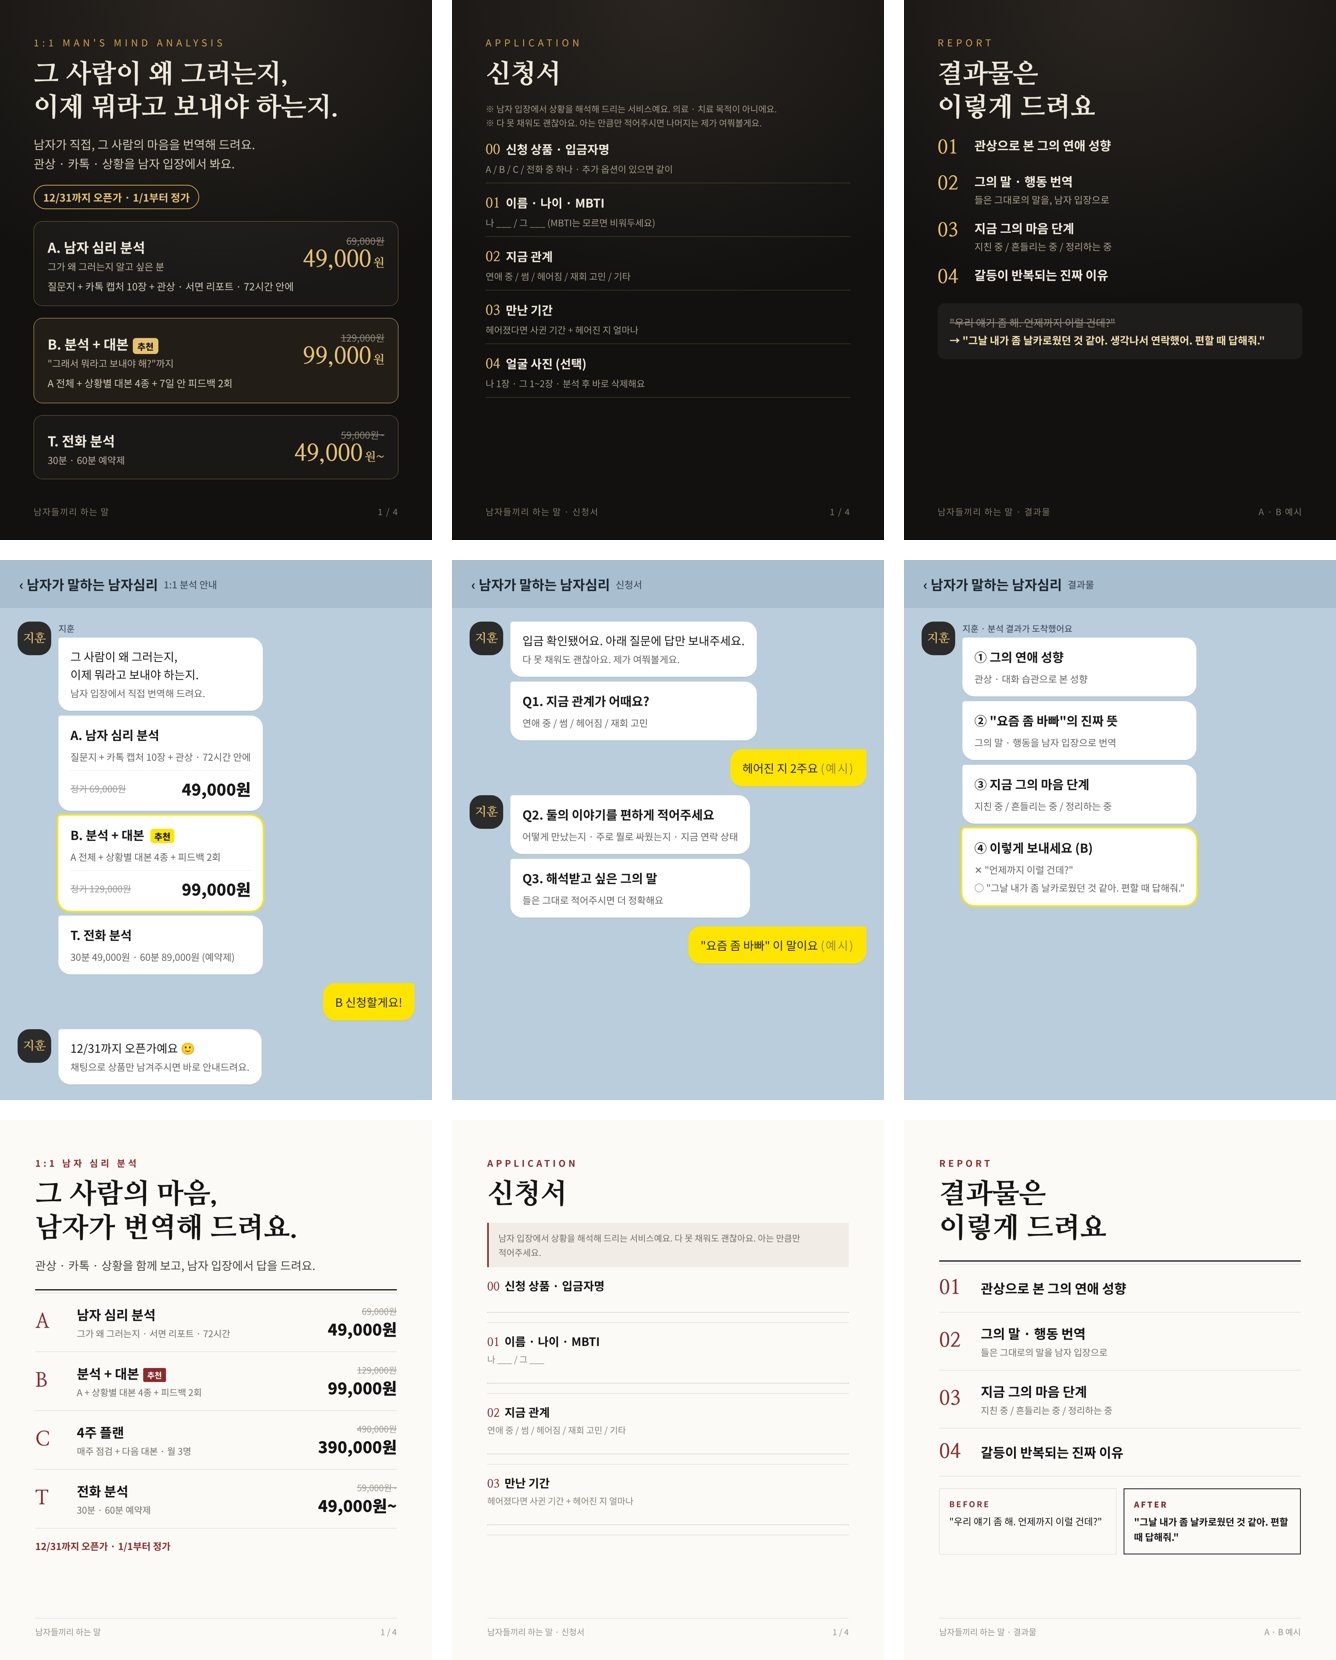 1:1 MAN'S MIND ANALYSIS
그 사람이 왜 그러는지,
이제 뭐라고 보내야 하는지.
남자가 직접, 그 사람의 마음을 번역해 드려요.
관상 · 카톡 · 상황을 남자 입장에서 봐요.
12/31까지 오픈가 · 1/1부터 정가
A. 남자 심리 분석
69,000원
49,000원
그가 왜 그러는지 알고 싶은 분
질문지 + 카톡 캡처 10장 + 관상 · 서면 리포트 · 72시간 안에
B. 분석 + 대본 추천
129,000원
99,000원
"그래서 뭐라고 보내야 해?"까지
A 전체 + 상황별 대본 4종 + 7일 안 피드백 2회
T. 전화 분석
59,000원~
49,000원~
30분 · 60분 예약제
남자들끼리 하는 말
1 / 4
APPLICATION
신청서
※ 남자 입장에서 상황을 해석해 드리는 서비스예요. 의료 · 치료 목적이 아니에요.
※ 다 못 채워도 괜찮아요. 아는 만큼만 적어주시면 나머지는 제가 여쭤볼게요.
00 신청 상품 · 입금자명
A / B / C / 전화 중 하나 · 추가 옵션이 있으면 같이
01 이름 · 나이 · MBTI
나 ___ / 그 ___ (MBTI는 모르면 비워두세요)
02 지금 관계
연애 중 / 썸 / 헤어짐 / 재회 고민 / 기타
03 만난 기간
헤어졌다면 사귄 기간 + 헤어진 지 얼마나
04 얼굴 사진 (선택)
나 1장 · 그 1~2장 · 분석 후 바로 삭제해요
남자들끼리 하는 말 · 신청서
1 / 4
REPORT
결과물은
이렇게 드려요
01 관상으로 본 그의 연애 성향
02 그의 말 · 행동 번역
들은 그대로의 말을, 남자 입장으로
03 지금 그의 마음 단계
지친 중 / 흔들리는 중 / 정리하는 중
04 갈등이 반복되는 진짜 이유
"우리 얘기 좀 해. 언제까지 이럴 건데?"
→ "그날 내가 좀 날카로웠던 것 같아. 생각나서 연락했어. 편할 때 답해줘."
남자들끼리 하는 말 · 결과물
A · B 예시
‹ 남자가 말하는 남자심리 1:1 분석 안내
지훈
지훈
그 사람이 왜 그러는지,
이제 뭐라고 보내야 하는지.
남자 입장에서 직접 번역해 드려요.
A. 남자 심리 분석
질문지 + 카톡 캡처 10장 + 관상 · 72시간 안에
정가 69,000원
49,000원
B. 분석 + 대본 추천
A 전체 + 상황별 대본 4종 + 피드백 2회
정가 129,000원
99,000원
T. 전화 분석
30분 49,000원 · 60분 89,000원 (예약제)
B 신청할게요!
지훈
12/31까지 오픈가예요 🙂
채팅으로 상품만 남겨주시면 바로 안내드려요.
‹ 남자가 말하는 남자심리 신청서
지훈
입금 확인됐어요. 아래 질문에 답만 보내주세요.
다 못 채워도 괜찮아요. 제가 여쭤볼게요.
Q1. 지금 관계가 어때요?
연애 중 / 썸 / 헤어짐 / 재회 고민
헤어진 지 2주요 (예시)
지훈
Q2. 둘의 이야기를 편하게 적어주세요
어떻게 만났는지 · 주로 뭘로 싸웠는지 · 지금 연락 상태
Q3. 해석받고 싶은 그의 말
들은 그대로 적어주시면 더 정확해요
"요즘 좀 바빠" 이 말이요 (예시)
‹ 남자가 말하는 남자심리 결과물
지훈
지훈 · 분석 결과가 도착했어요
① 그의 연애 성향
관상 · 대화 습관으로 본 성향
② "요즘 좀 바빠"의 진짜 뜻
그의 말 · 행동을 남자 입장으로 번역
③ 지금 그의 마음 단계
지친 중 / 흔들리는 중 / 정리하는 중
④ 이렇게 보내세요 (B)
✕ "언제까지 이럴 건데?"
○ "그날 내가 좀 날카로웠던 것 같아. 편할 때 답해줘."
1:1 남자 심리 분석
그 사람의 마음,
남자가 번역해 드려요.
관상 · 카톡 · 상황을 함께 보고, 남자 입장에서 답을 드려요.
A 남자 심리 분석
69,000원
그가 왜 그러는지 · 서면 리포트 · 72시간
49,000원
B 분석 + 대본 추천
129,000원
A + 상황별 대본 4종 + 피드백 2회
99,000원
C 4주 플랜
490,000원
매주 점검 + 다음 대본 · 월 3명
390,000원
T 전화 분석
59,000원~
30분 · 60분 예약제
49,000원~
12/31까지 오픈가 · 1/1부터 정가
남자들끼리 하는 말
1 / 4
APPLICATION
신청서
남자 입장에서 상황을 해석해 드리는 서비스예요. 다 못 채워도 괜찮아요. 아는 만큼만
적어주세요.
00 신청 상품 · 입금자명
01 이름 · 나이 · MBTI
나 ___ / 그 ___
02 지금 관계
연애 중 / 썸 / 헤어짐 / 재회 고민 / 기타
03 만난 기간
헤어졌다면 사귄 기간 + 헤어진 지 얼마나
남자들끼리 하는 말 · 신청서
1 / 4
REPORT
결과물은
이렇게 드려요
01 관상으로 본 그의 연애 성향
02 그의 말 · 행동 번역
들은 그대로의 말을 남자 입장으로
03 지금 그의 마음 단계
지친 중 / 흔들리는 중 / 정리하는 중
04 갈등이 반복되는 진짜 이유
BEFORE
"우리 얘기 좀 해. 언제까지 이럴 건데?"
AFTER
"그날 내가 좀 날카로웠던 것 같아. 편할
때 답해줘."
남자들끼리 하는 말 · 결과물
A · B 예시